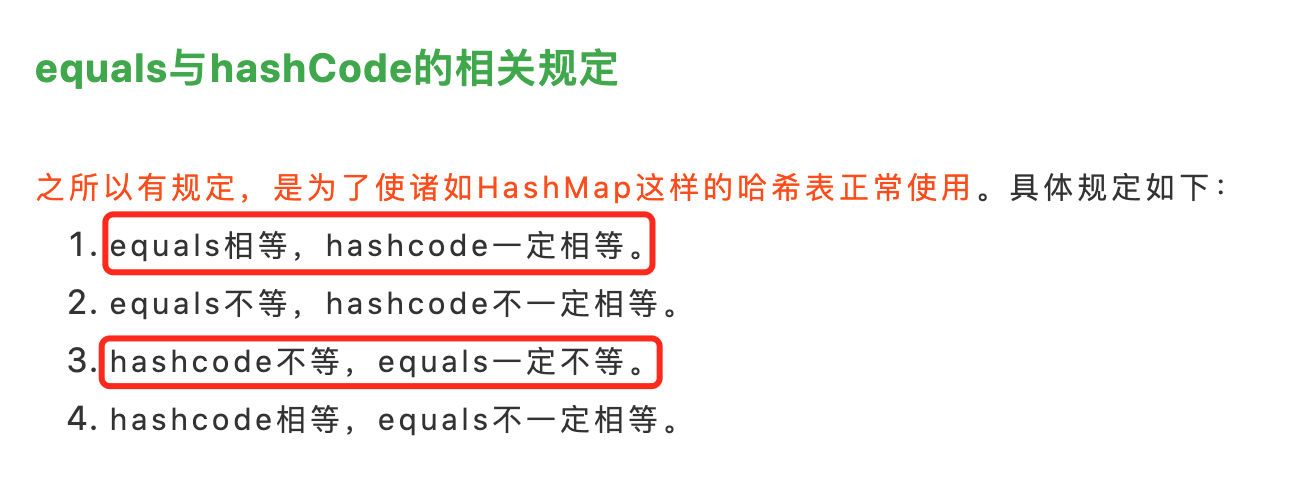 equals与hashCode的相关规定
之所以有规定，是为了使诸如HashMap这样的哈希表正常使用。具体规定如下：
1. equals相等，hashcode一定相等。
2. equals不等，hashcode不一定相等。
3. hashcode不等，equals一定不等。
4. hashcode相等，equals不一定相等。